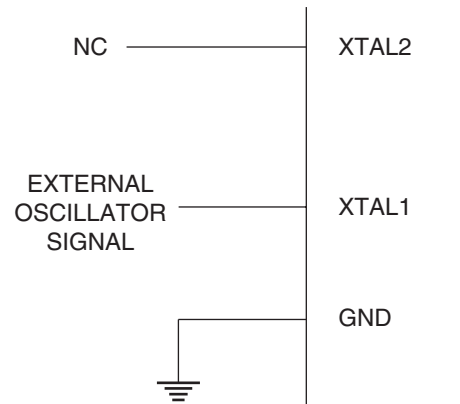 NC
XTAL2
EXTERNAL
OSCILLATOR
SIGNAL
XTAL1
GND